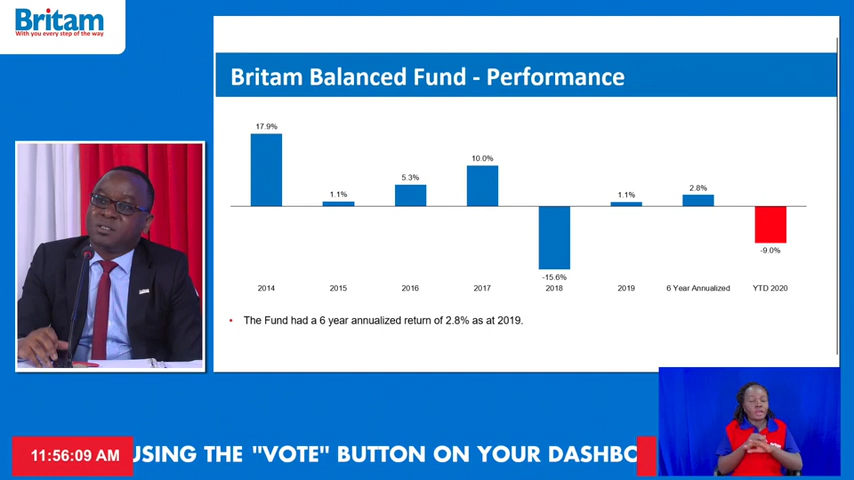 Britam
With you every step of the way
Britam Balanced Fund - Performance
17.9%
1.1%
5.3%
10.0%
-15.6%
1.1%
2.8%
-9.0%
2014
2015
2016
2017
2018
2019
6 Year Annualized
YTD 2020
• The Fund had a 6 year annualized return of 2.8% as at 2019.
11:56:09 AM
USING THE "VOTE" BUTTON ON YOUR DASHBO